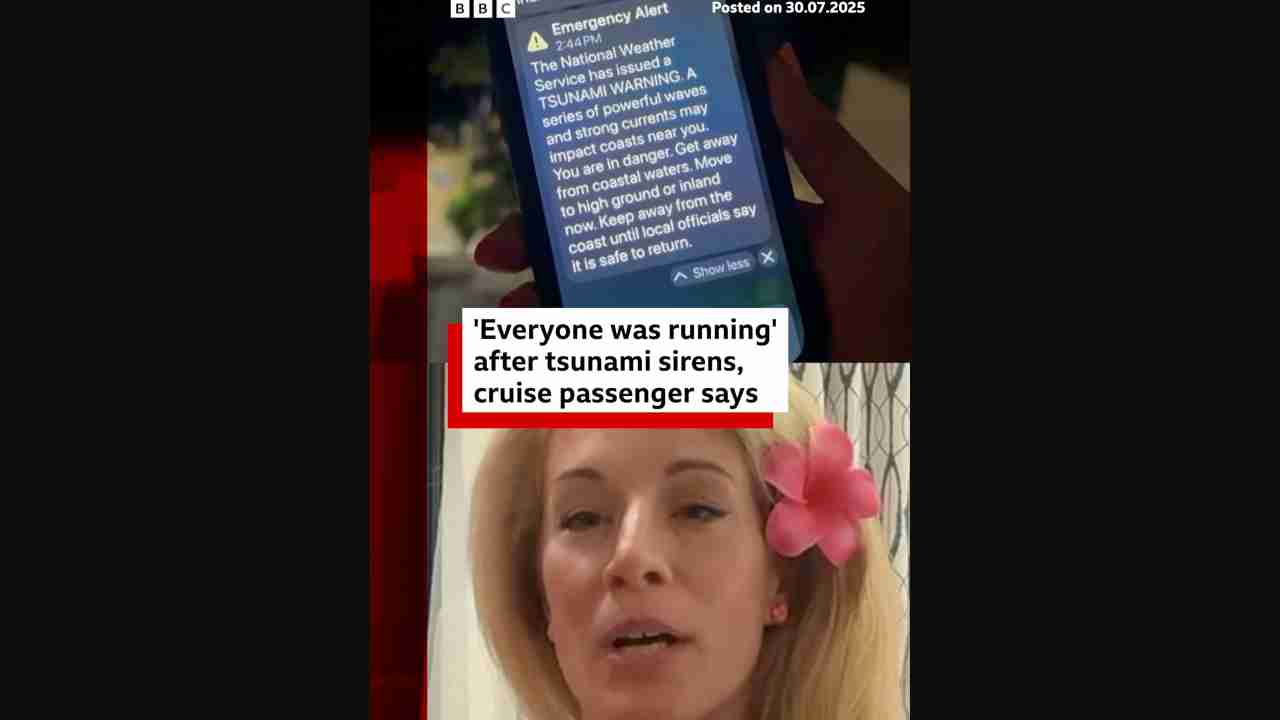 BBC
Posted on 30.07.2025
Emergency Alert
2:44PM
The National Weather
Service has issued a
TSUNAMI WARNING. A
series of powerful waves
and strong currents may
impact coasts near you.
You are in danger. Get away
from coastal waters. Move
to high ground or inland
now. Keep away from the
coast until local officials say
it is safe to return.
Show less
'Everyone was running'
after tsunami sirens,
cruise passenger says